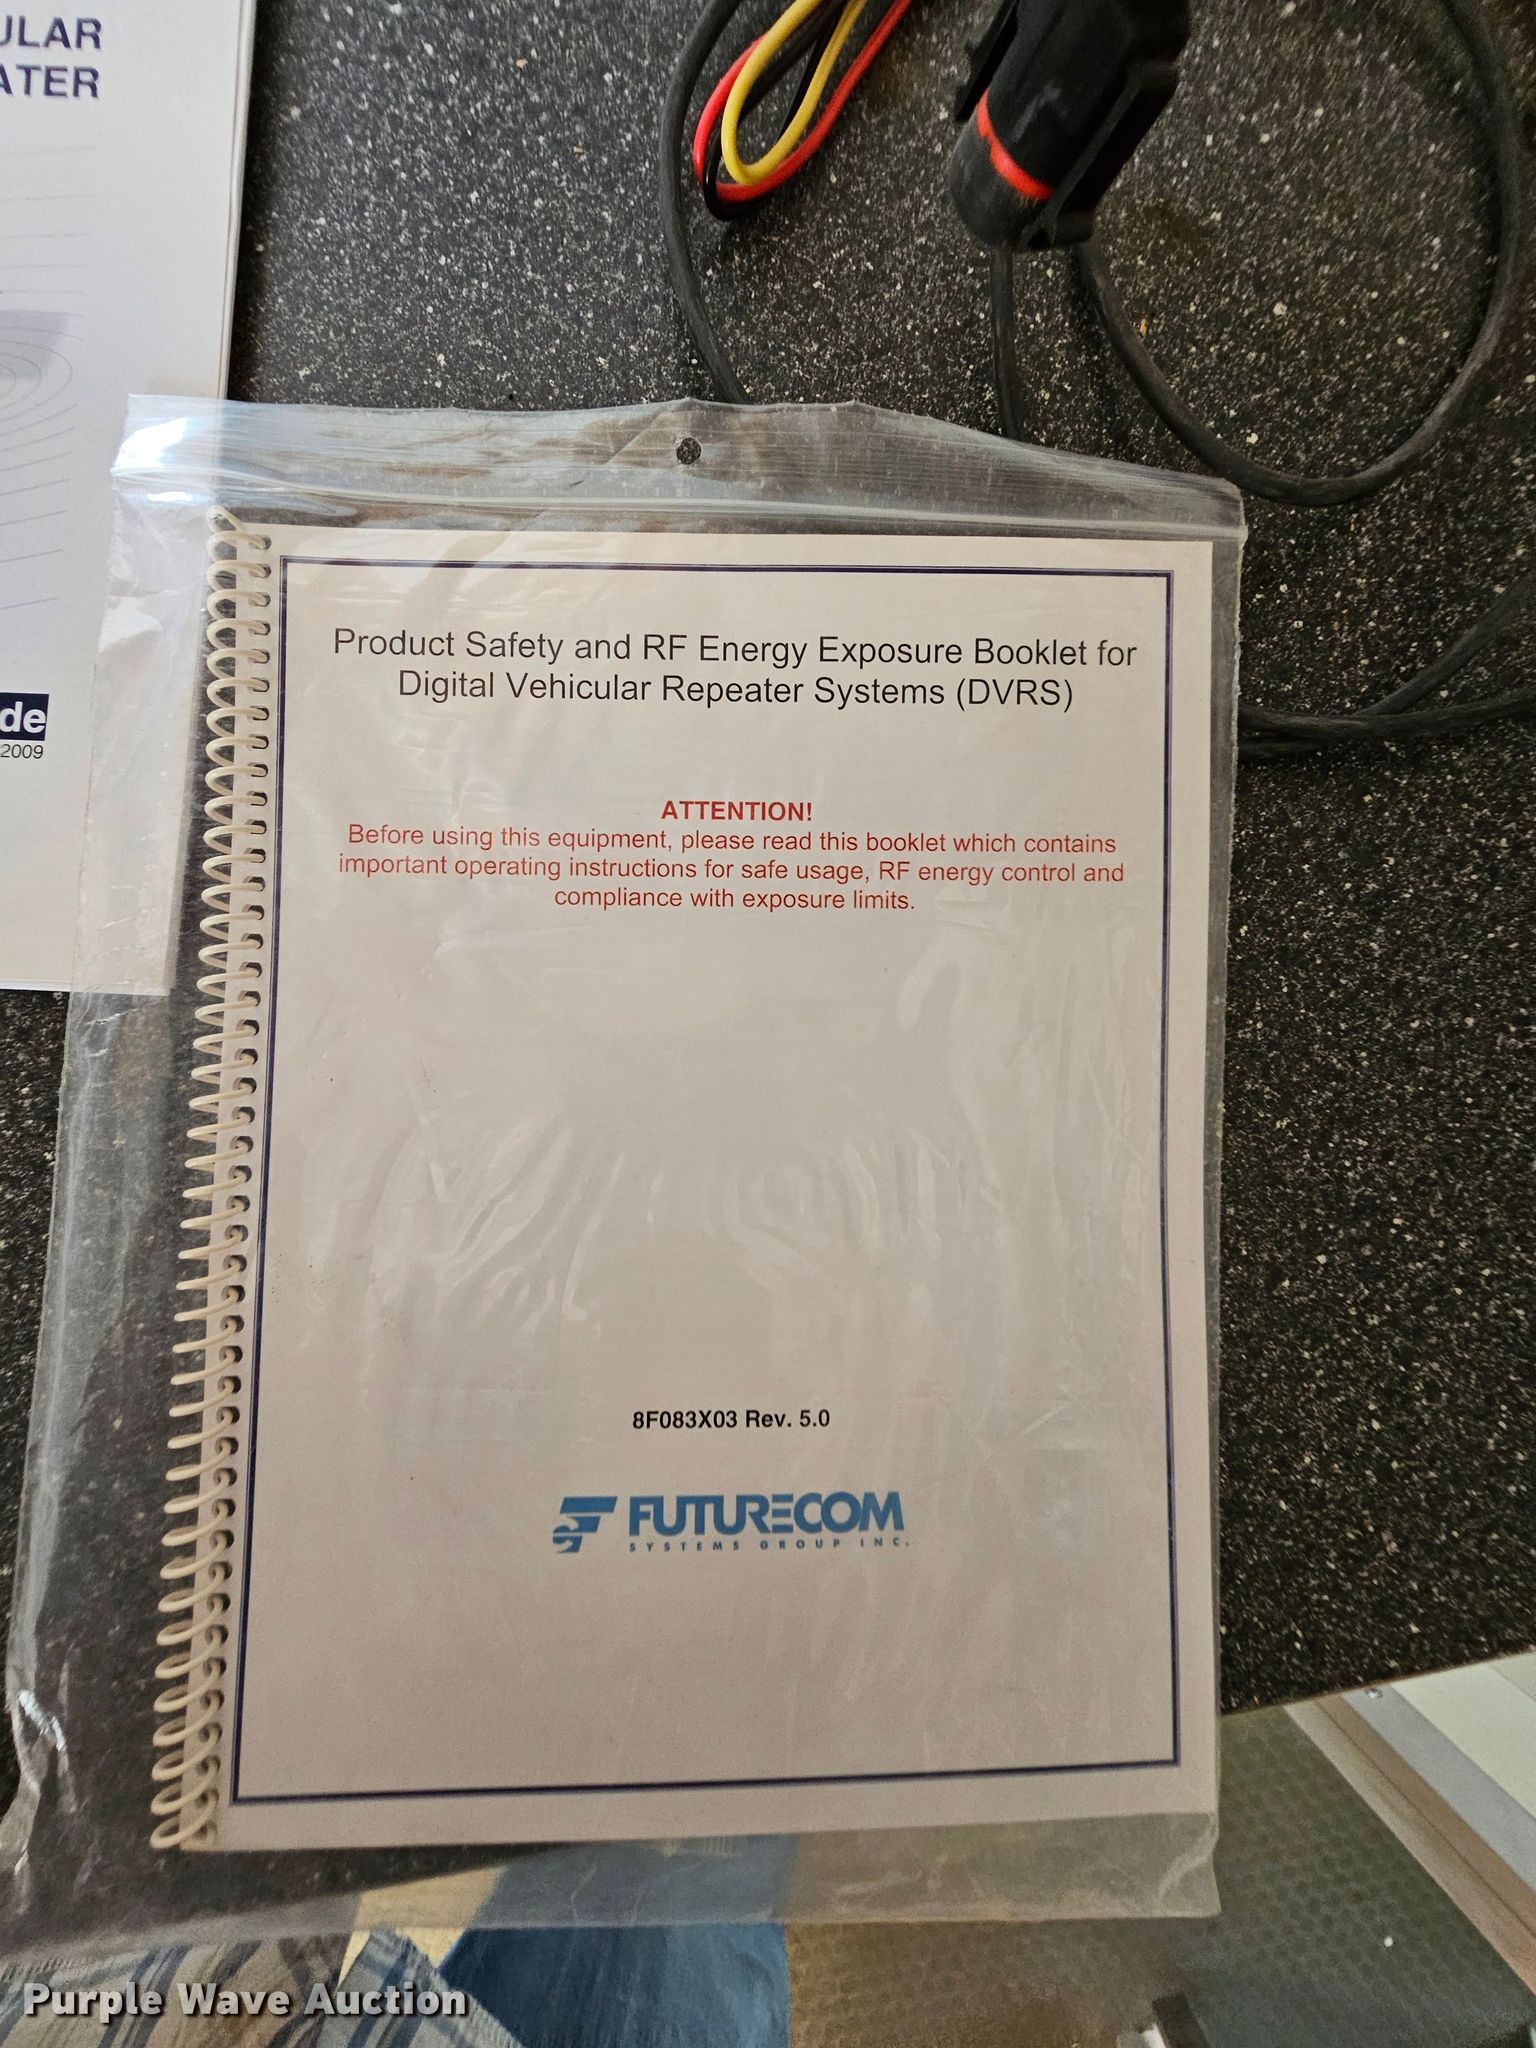 ULAR
ATER
de
2009
Product Safety and RF Energy Exposure Booklet for
Digital Vehicular Repeater Systems (DVRS)
ATTENTION!
Before using this equipment, please read this booklet which contains
important operating instructions for safe usage, RF energy control and
compliance with exposure limits.
8F083X03 Rev. 5.0
FUTURECOM
SYSTEMS GROUP INC.
Purple Wave Auction